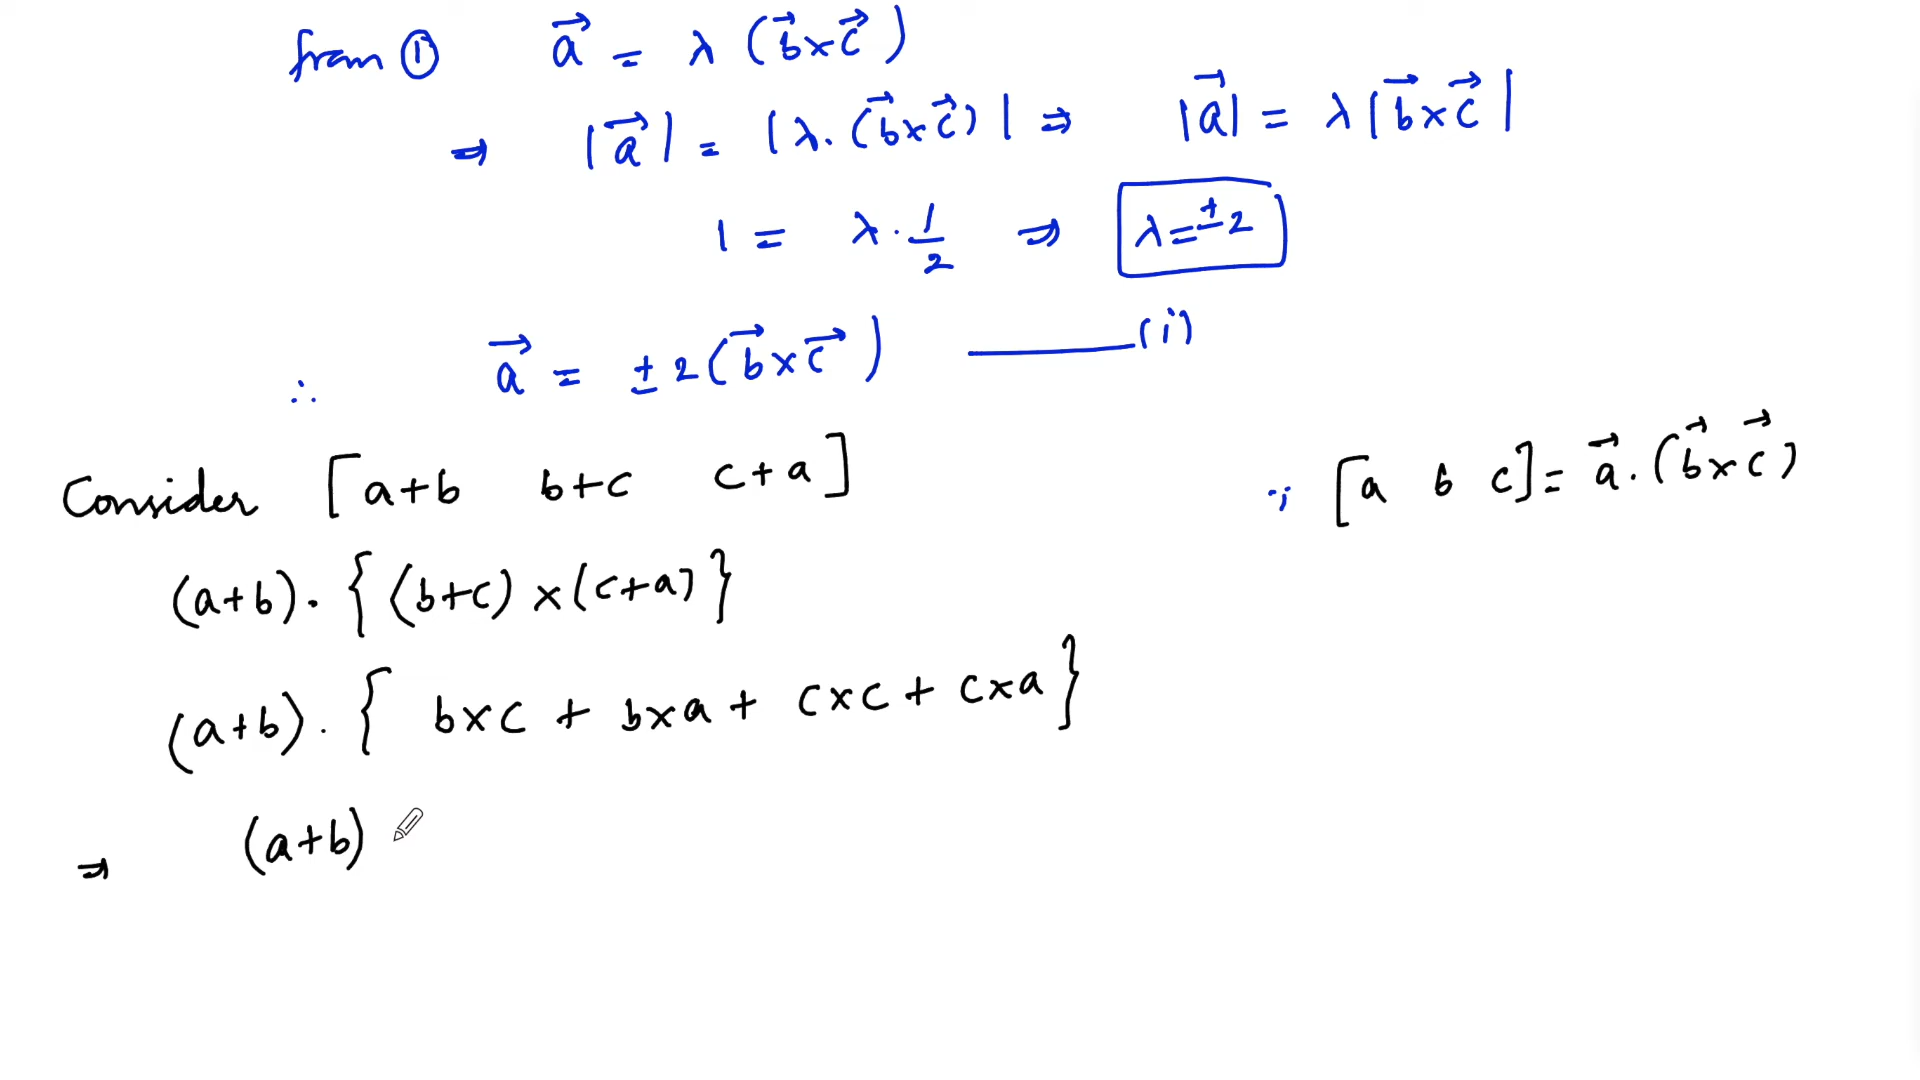 from ① a⃗ = λ (b⃗×c⃗)
⇒ |a⃗| = |λ.(b⃗×c⃗)| ⇒ |a⃗| = λ|b⃗×c⃗|
1 = λ · 1/2 ⇒ λ = ±2
∴ a⃗ = ±2(b⃗×c⃗) ———(i)
Consider [a+b b+c c+a] ∵ [a b c] = a⃗.(b⃗×c⃗)
(a+b). {(b+c)×(c+a)}
(a+b). { b×c + b×a + c×c + c×a}
⇒ (a+b)